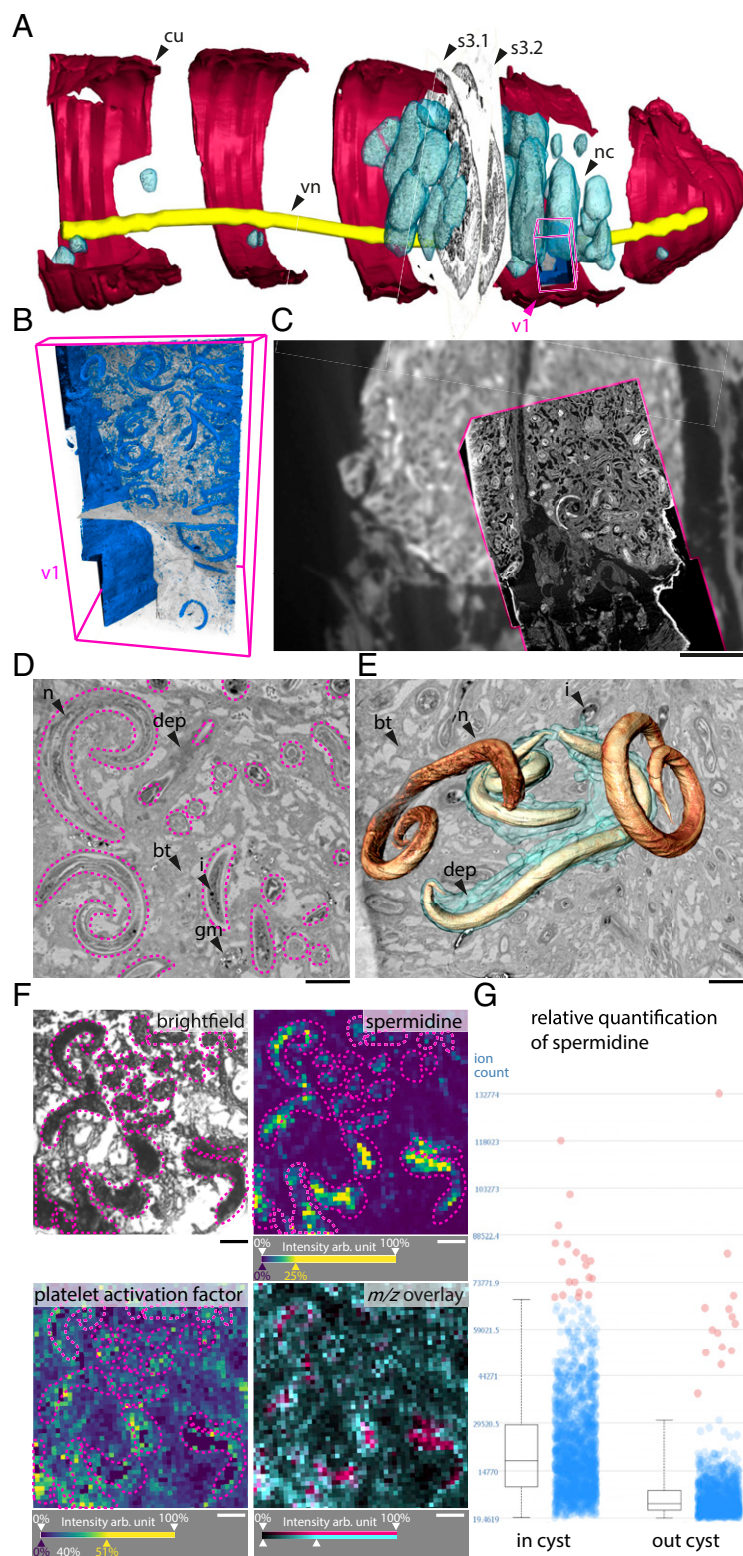 A
cu
s3.1
s3.2
nc
vn
v1
B
v1
C
D
n
dep
bt
i
gm
E
bt
n
i
dep
F
brightfield
spermidine
0%
Intensity arb. unit
100%
0%
25%
platelet activation factor
m/z overlay
0%
Intensity arb. unit
100%
0%
40%
51%
0%
Intensity arb. unit
100%
G
relative quantification
of spermidine
ion
count
132774
118023
103273
88522.4
73771.9
59021.5
44271
29520.5
14770
19.4619
in cyst
out cyst